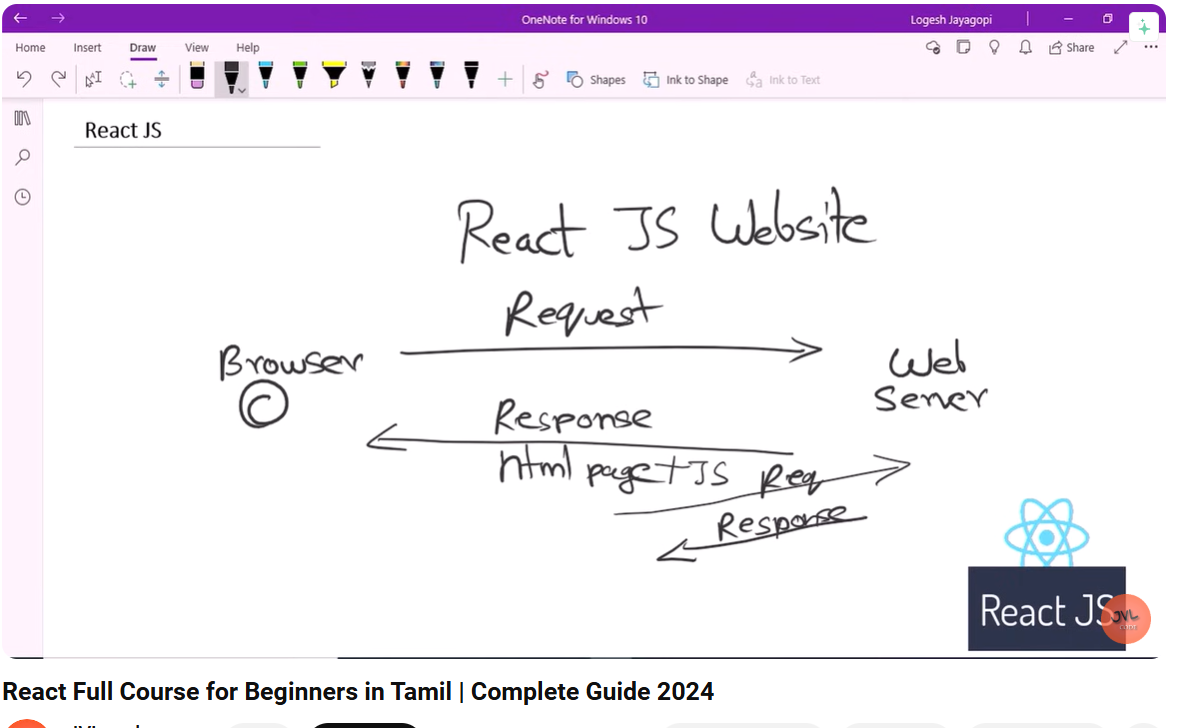 OneNote for Windows 10
Logesh Jayagopi
Home Insert Draw View Help
Share
Shapes Ink to Shape Ink to Text
React JS
React JS Website
Request
Browser
C
Web
Server
Response
html page + JS
Req
Response
React JS
JVL
CODE
React Full Course for Beginners in Tamil | Complete Guide 2024